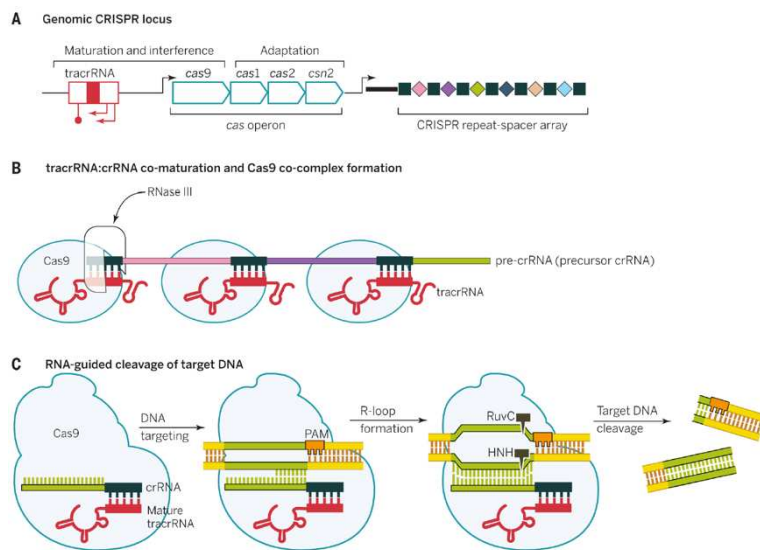 A Genomic CRISPR locus
Maturation and interference
Adaptation
tracrRNA
cas9
cas1
cas2
csn2
cas operon
CRISPR repeat-spacer array
B tracrRNA:crRNA co-maturation and Cas9 co-complex formation
RNase III
Cas9
pre-crRNA (precursor crRNA)
tracrRNA
C RNA-guided cleavage of target DNA
Cas9
DNA
targeting
PAM
R-loop
formation
RuvC
HNH
Target DNA
cleavage
crRNA
Mature
tracrRNA